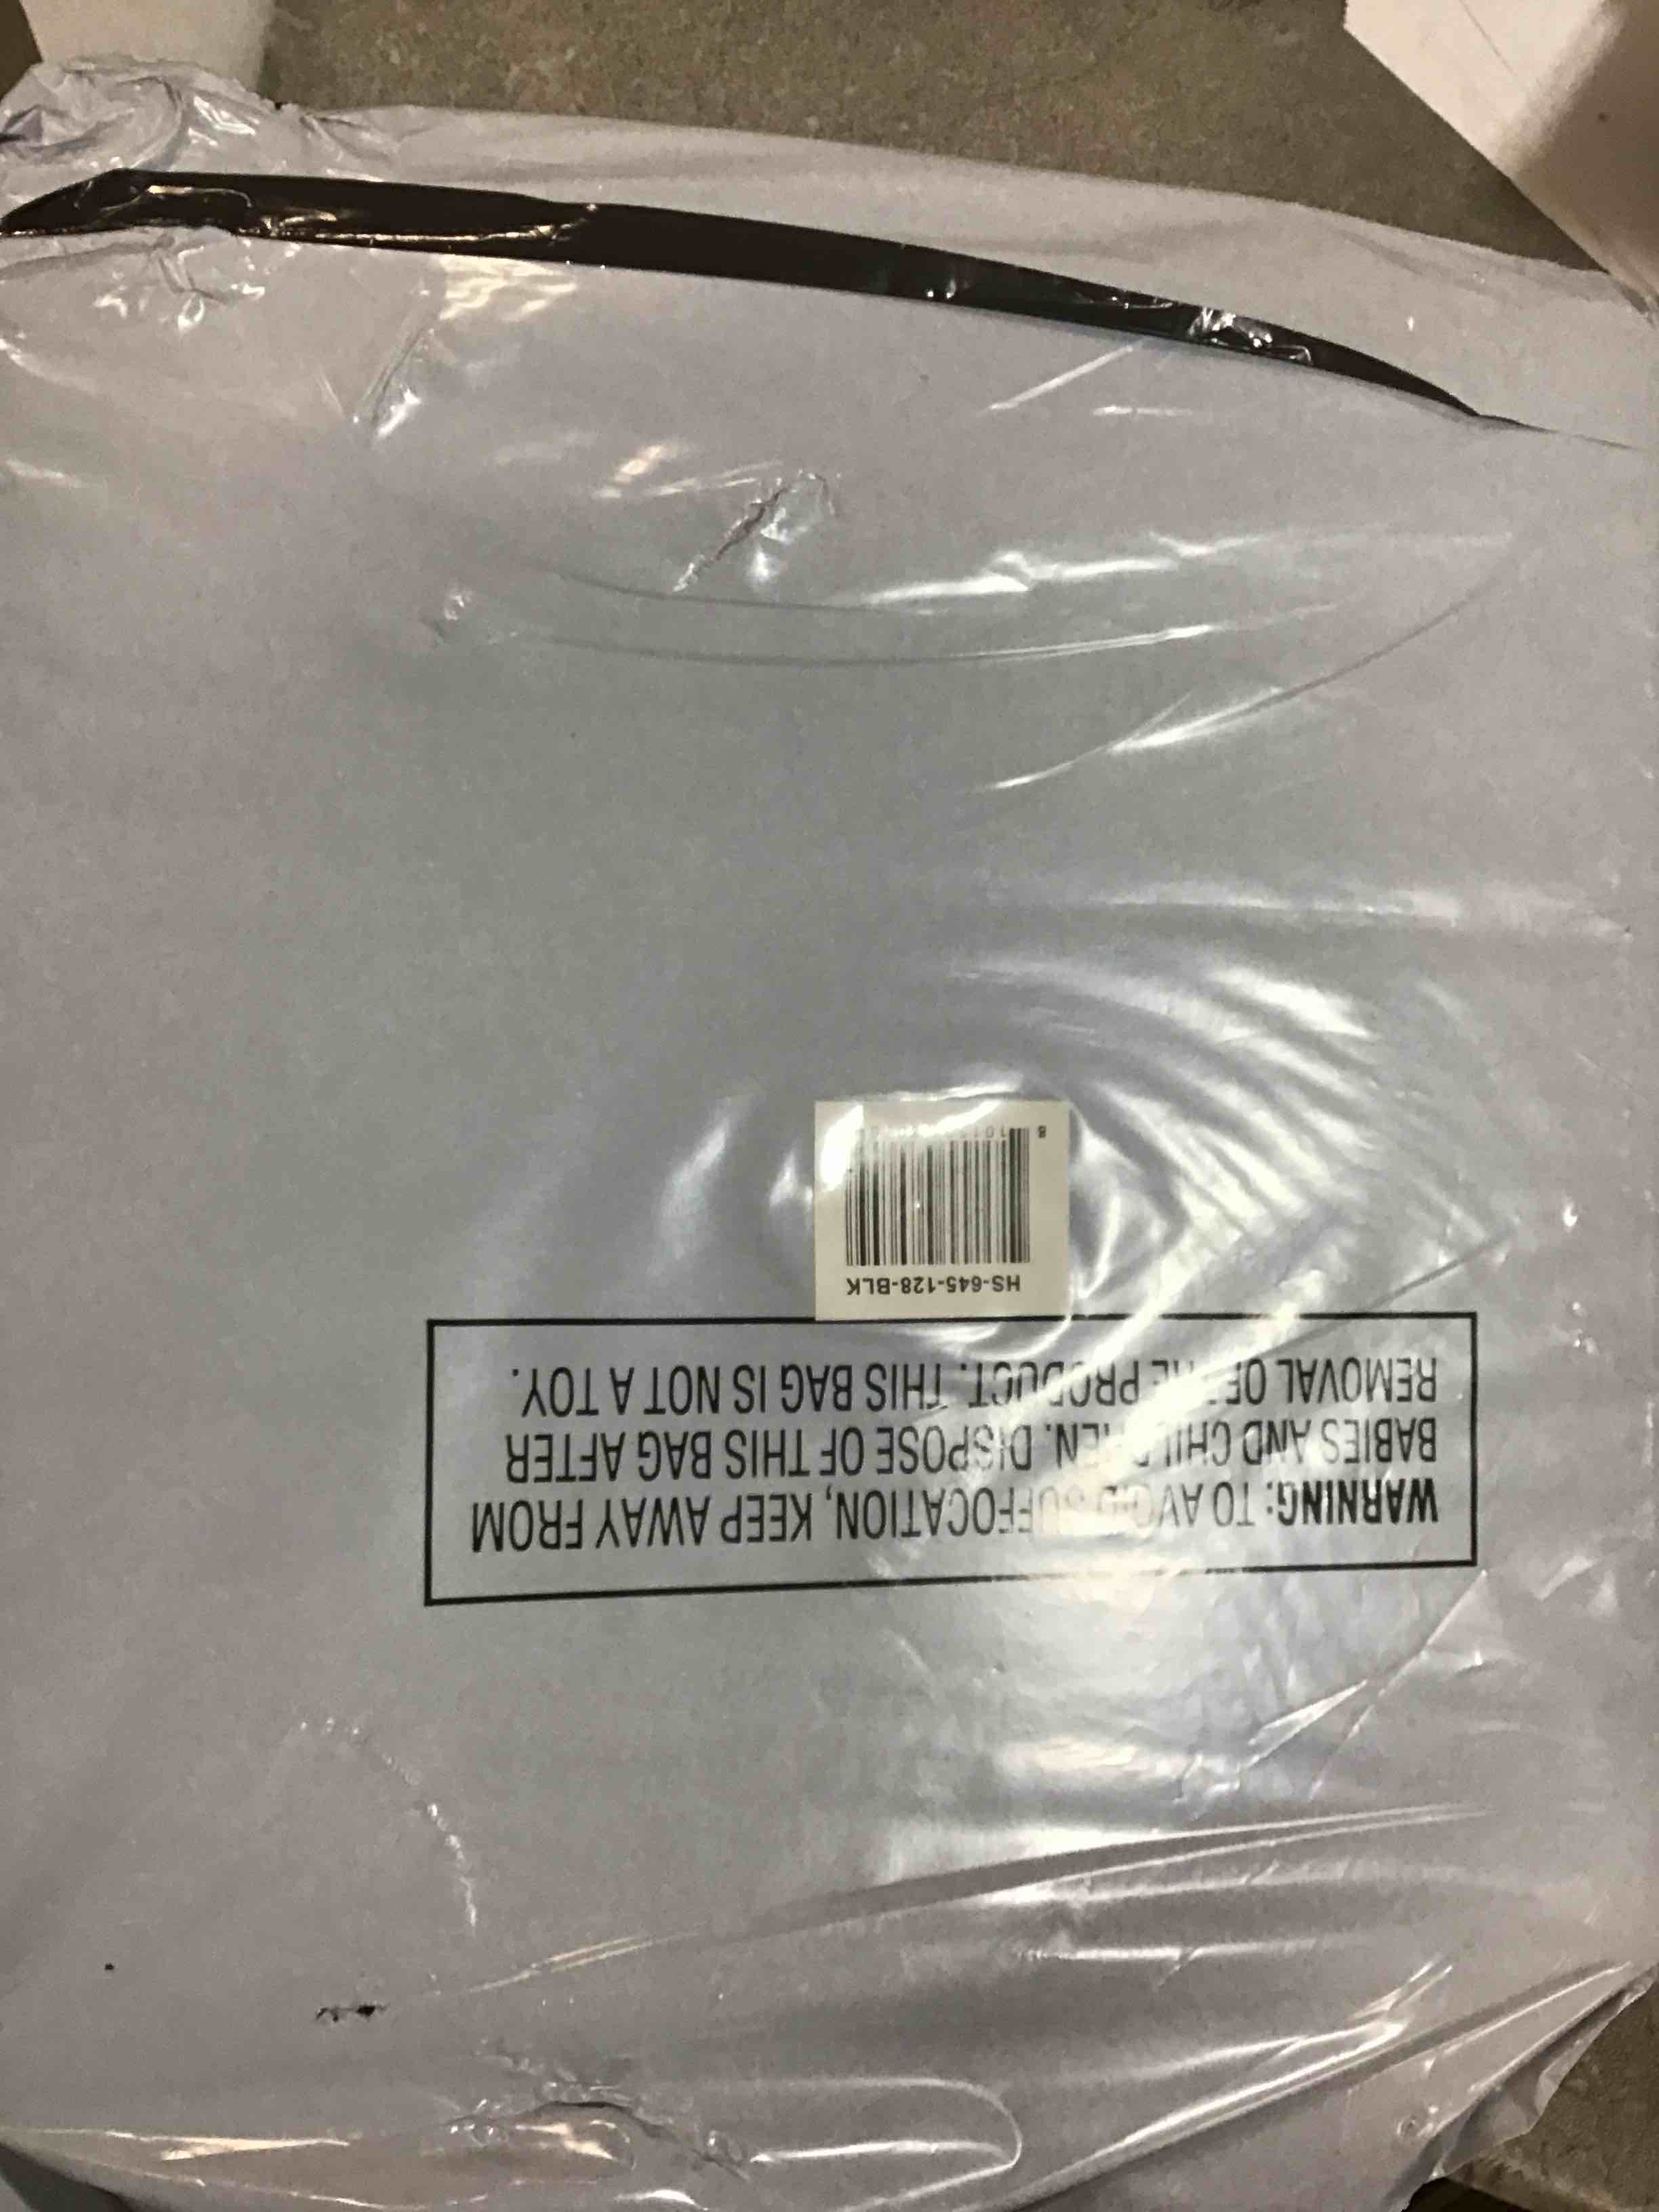 WARNING: TO AVOID SUFFOCATION, KEEP AWAY FROM
BABIES AND CHILDREN. DISPOSE OF THIS BAG AFTER
REMOVAL OF THE PRODUCT. THIS BAG IS NOT A TOY.
HS-645-128-BLK
8